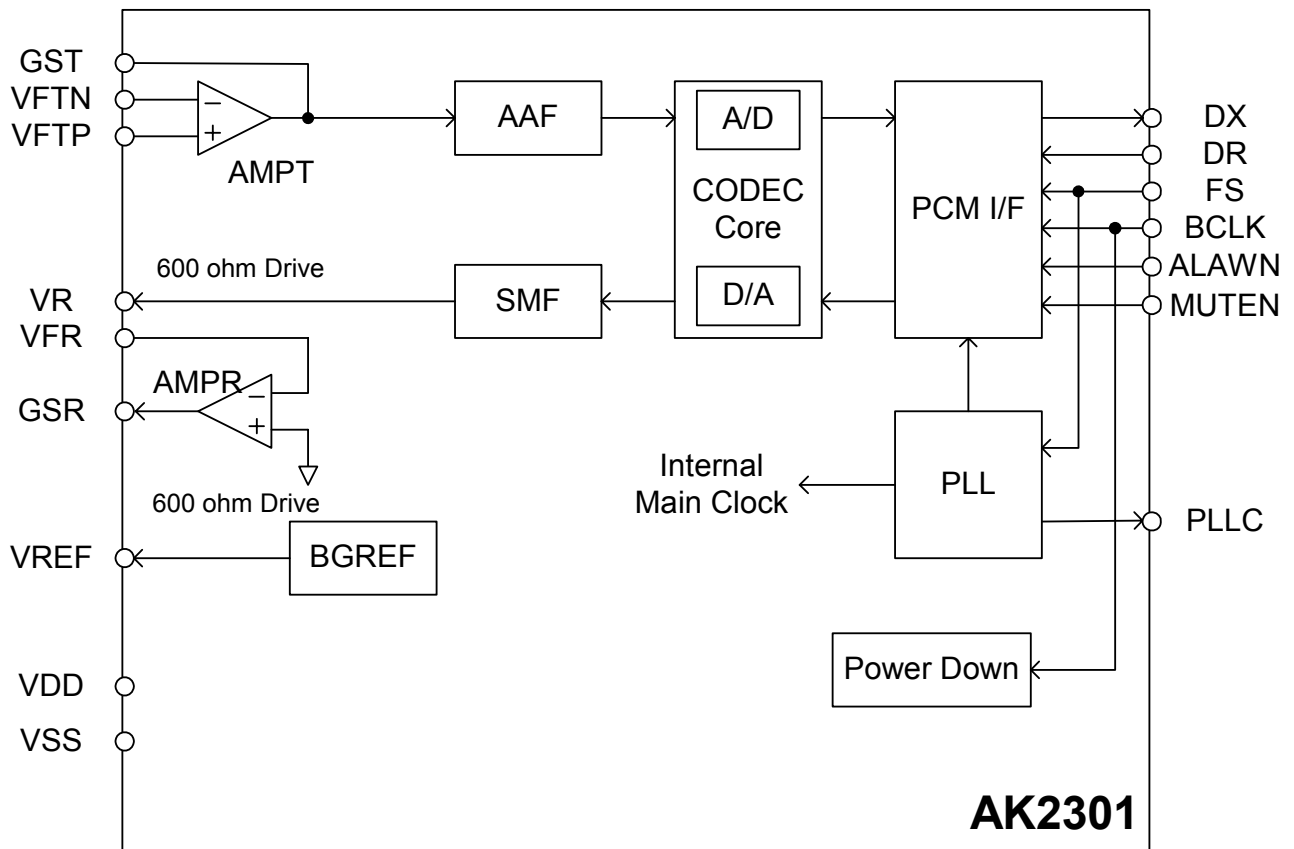 GST
VFTN
VFTP
−
+
AMPT
AAF
A/D
CODEC
Core
D/A
PCM I/F
DX
DR
FS
BCLK
ALAWN
MUTEN
600 ohm Drive
VR
SMF
VFR
AMPR
−
+
GSR
600 ohm Drive
Internal
Main Clock
PLL
PLLC
VREF
BGREF
Power Down
VDD
VSS
AK2301